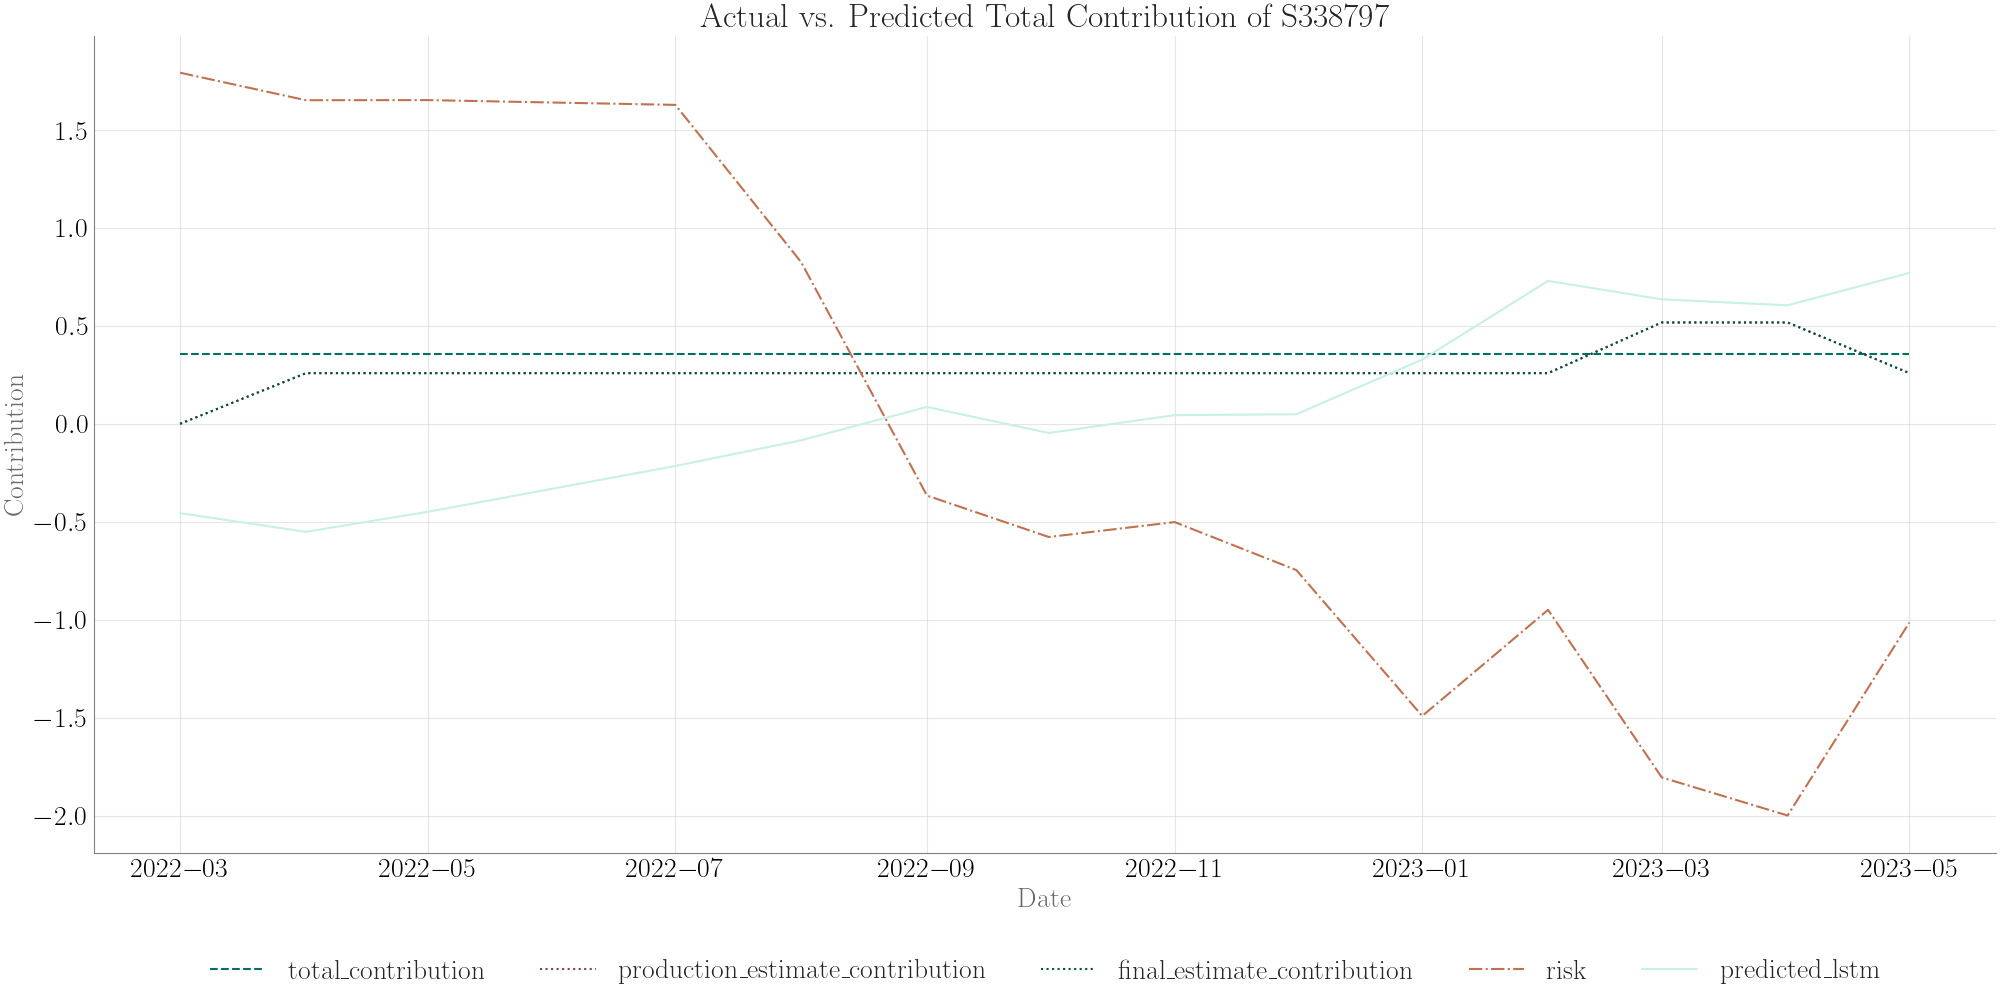 Actual vs. Predicted Total Contribution of S338797
1.5
1.0
0.5
0.0
−0.5
−1.0
−1.5
−2.0
Contribution
2022−03 2022−05 2022−07 2022−09 2022−11 2023−01 2023−03 2023−05
Date
total_contribution production_estimate_contribution final_estimate_contribution risk predicted_lstm